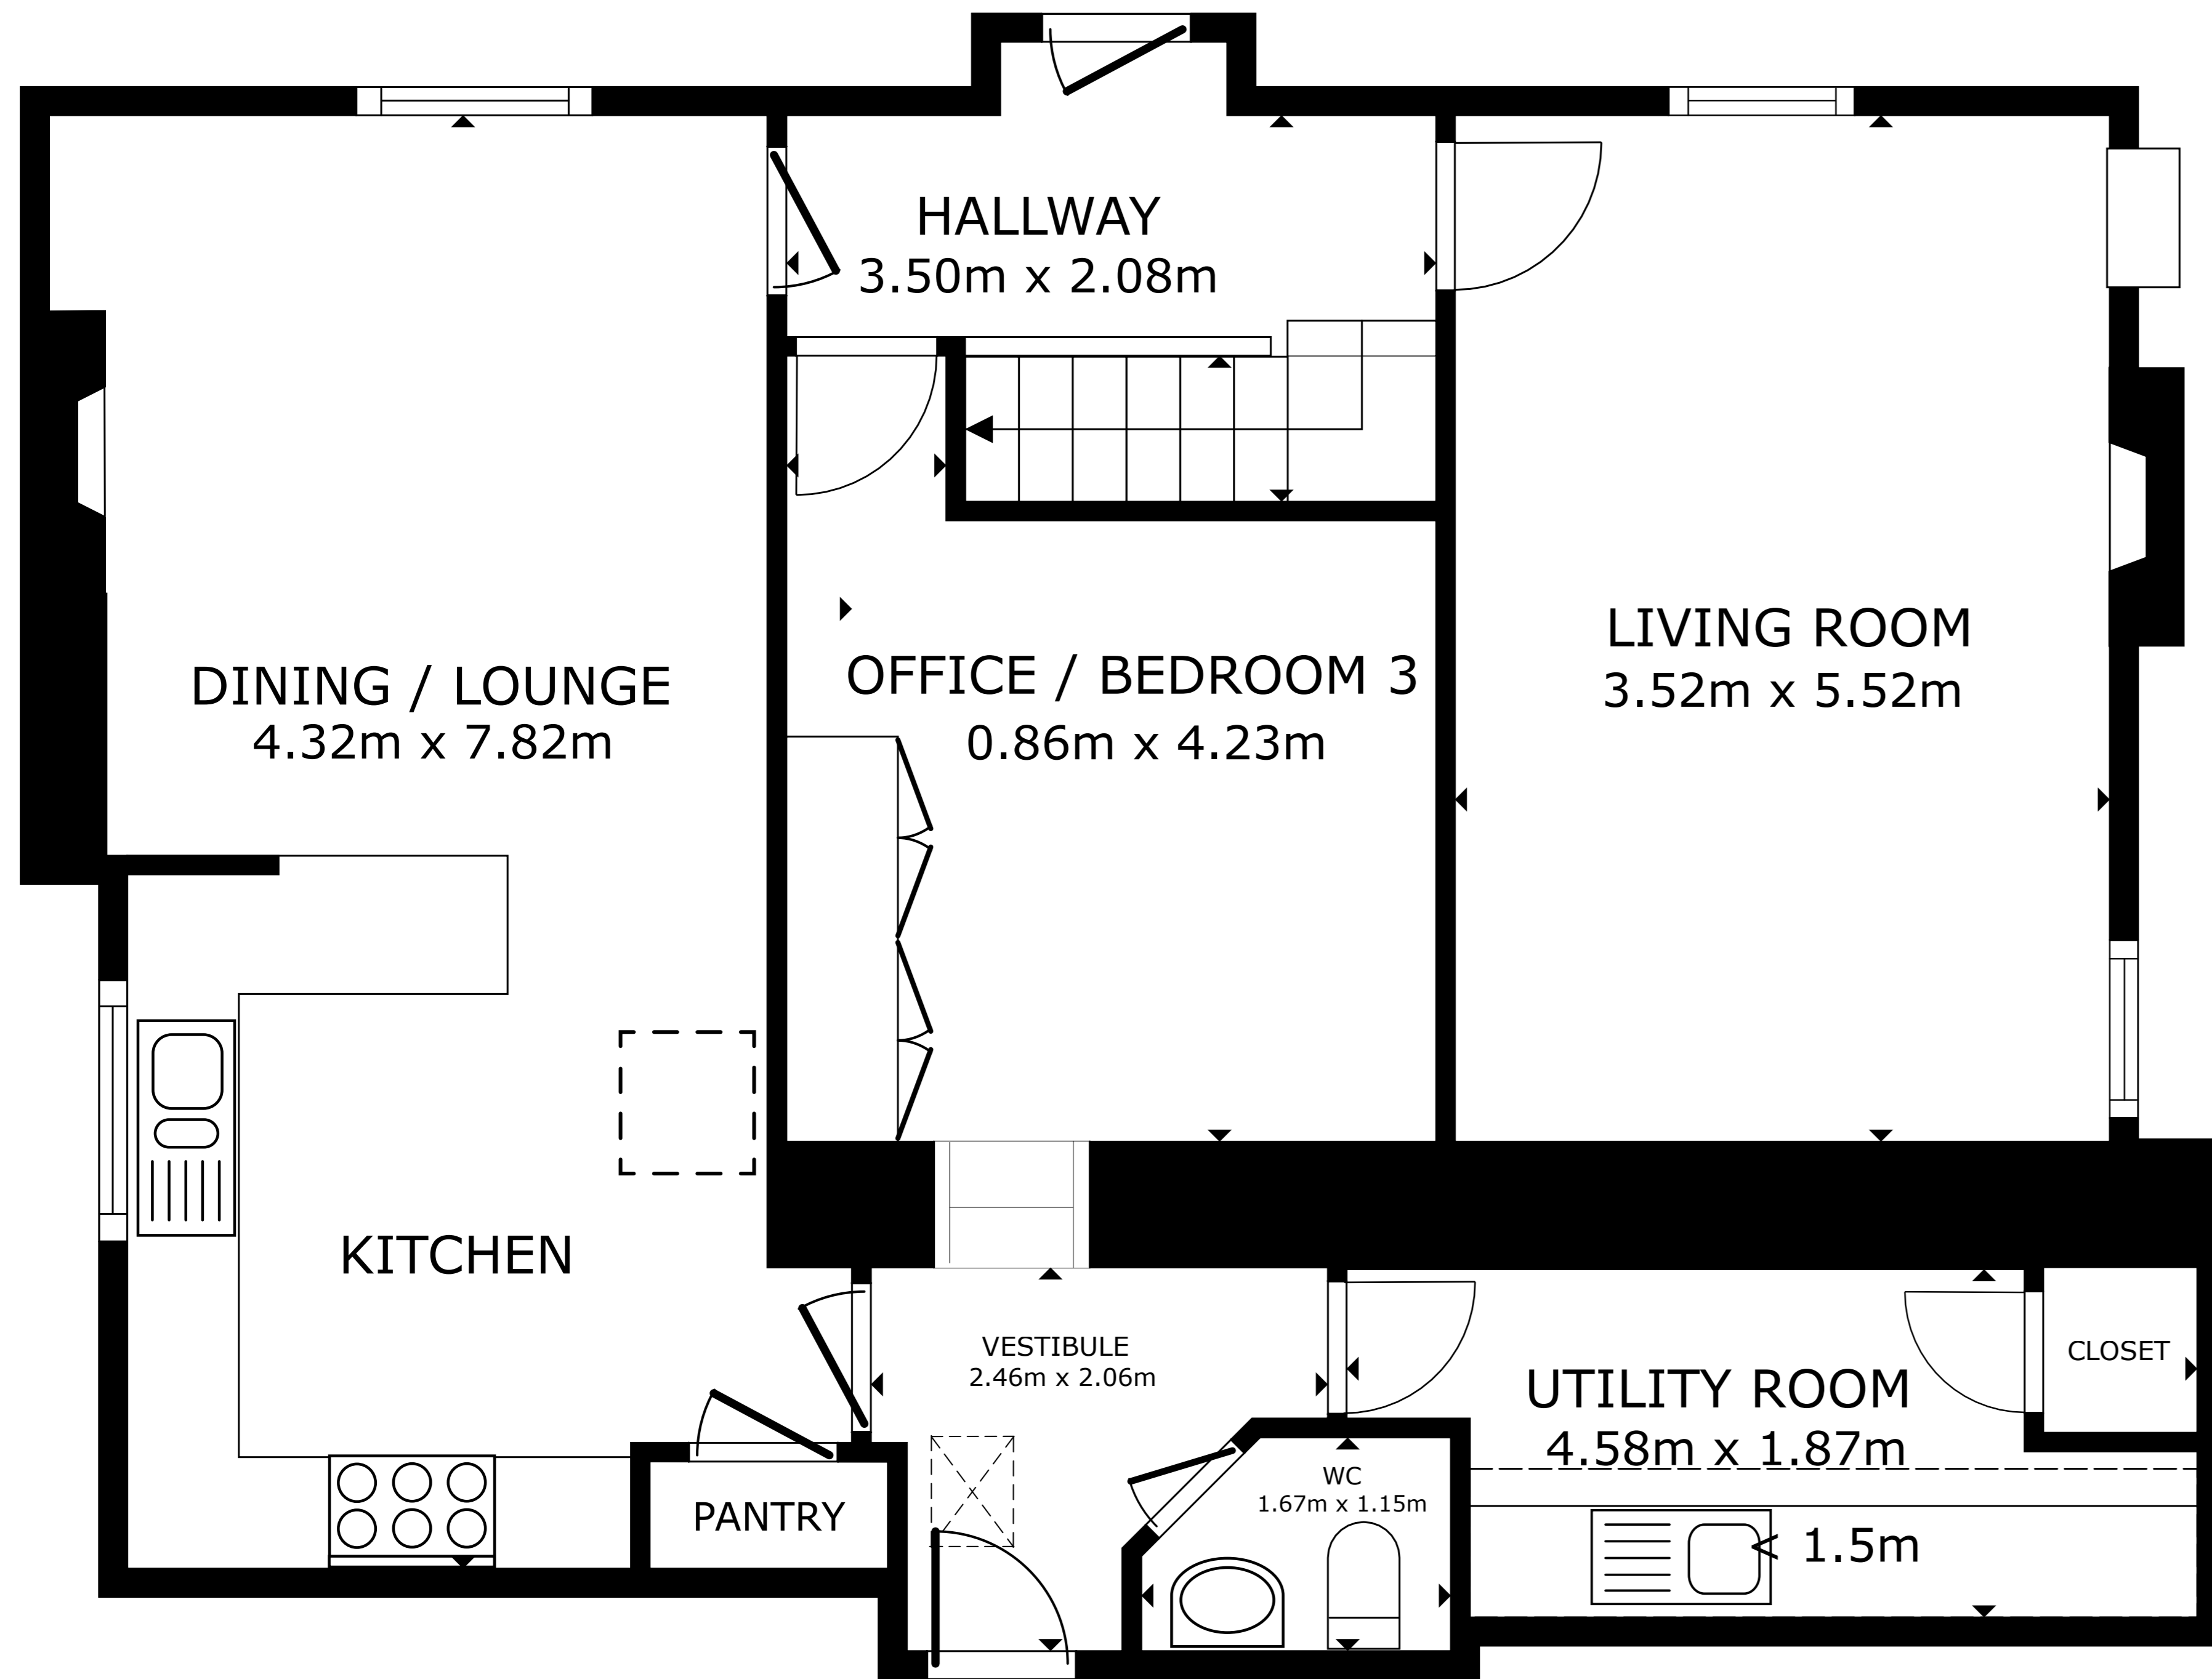 HALLWAY
3.50m x 2.08m
DINING / LOUNGE
4.32m x 7.82m
OFFICE / BEDROOM 3
0.86m x 4.23m
LIVING ROOM
3.52m x 5.52m
KITCHEN
PANTRY
VESTIBULE
2.46m x 2.06m
WC
1.67m x 1.15m
UTILITY ROOM
4.58m x 1.87m
< 1.5m
CLOSET